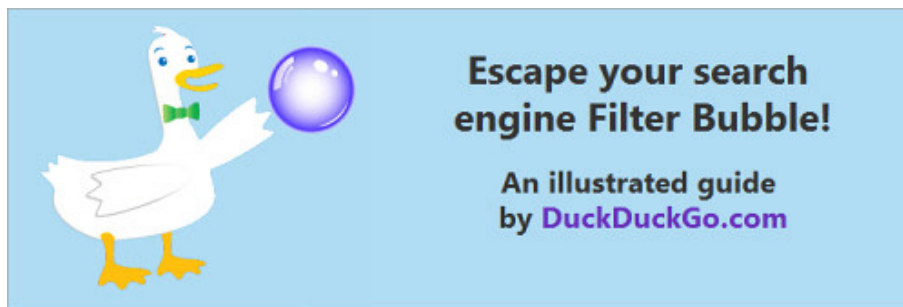 Escape your search
engine Filter Bubble!
An illustrated guide
by DuckDuckGo.com